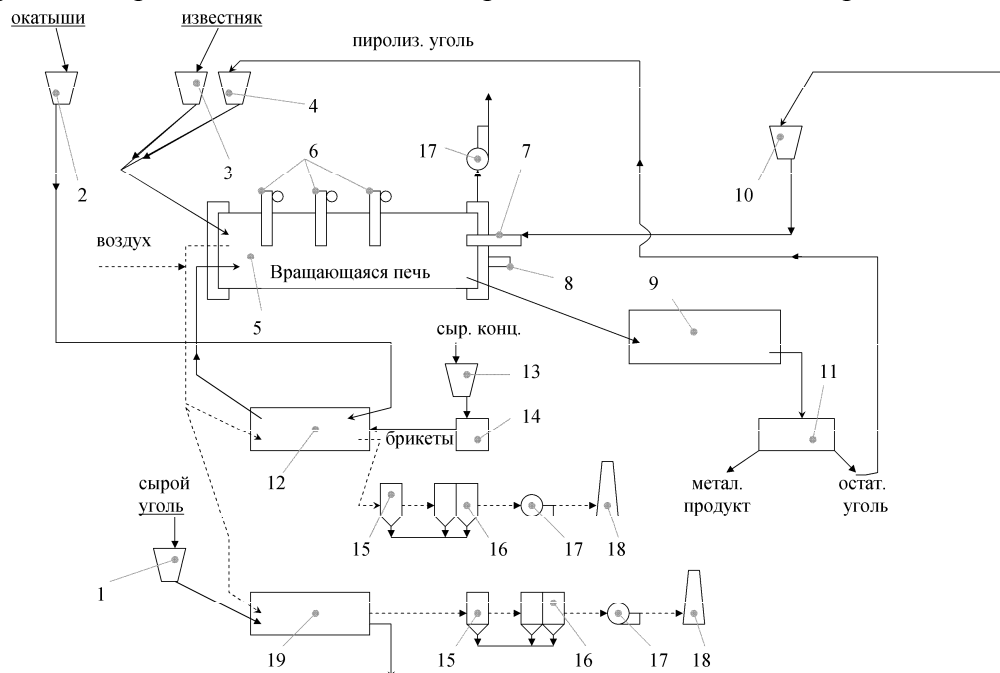 окатыши
известняк
пиролиз. уголь
2
3
4
6
17
7
10
воздух
Вращающаяся печь
5
8
9
сыр. конц.
13
11
14
брикеты
12
сырой
уголь
метал.
продукт
остат.
уголь
15
16
17
18
1
19
15
16
17
18